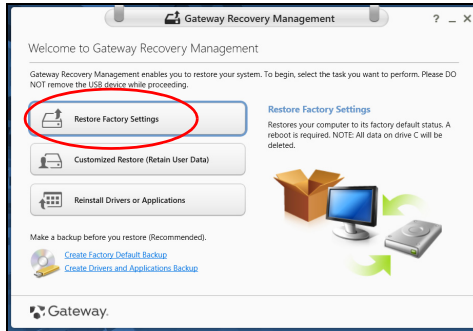 Gateway Recovery Management
? _ X
Welcome to Gateway Recovery Management
Gateway Recovery Management enables you to restore your system. To begin, select the task you want to perform. Please DO
NOT remove the USB device while proceeding.
Restore Factory Settings
Customized Restore (Retain User Data)
Reinstall Drivers or Applications
Restore Factory Settings
Restores your computer to its factory default status. A
reboot is required. NOTE: All data on drive C will be
deleted.
Make a backup before you restore (Recommended).
Create Factory Default Backup
Create Drivers and Applications Backup
Gateway.